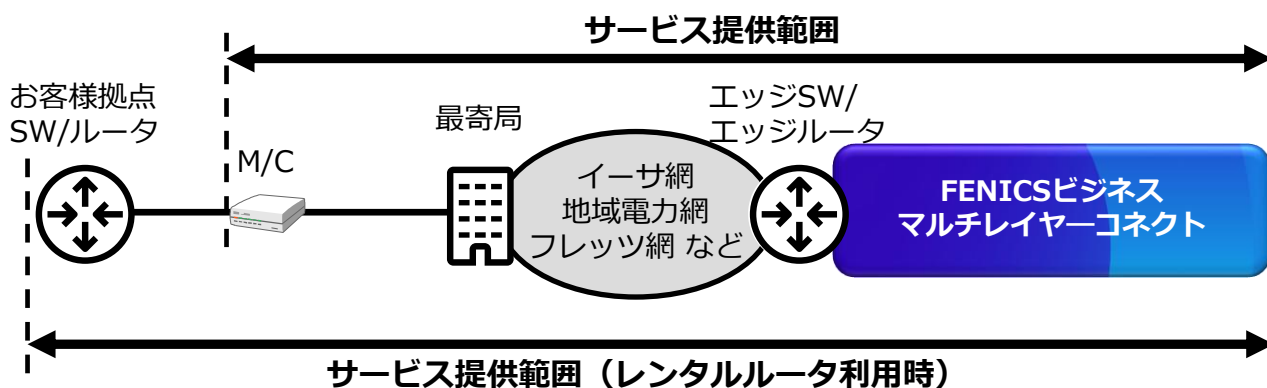 サービス提供範囲
お客様拠点
SW/ルータ
M/C
最寄局
イーサ網
地域電力網
フレッツ網 など
エッジSW/
エッジルータ
FENICSビジネス
マルチレイヤーコネクト
サービス提供範囲（レンタルルータ利用時）